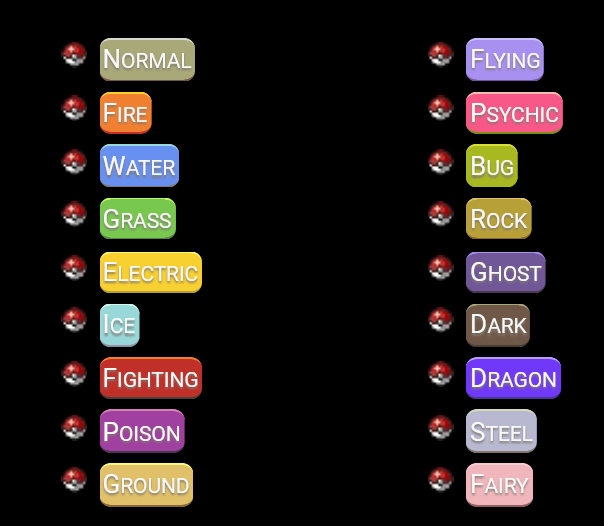 Normal
Fire
Water
Grass
Electric
Ice
Fighting
Poison
Ground
Flying
Psychic
Bug
Rock
Ghost
Dark
Dragon
Steel
Fairy